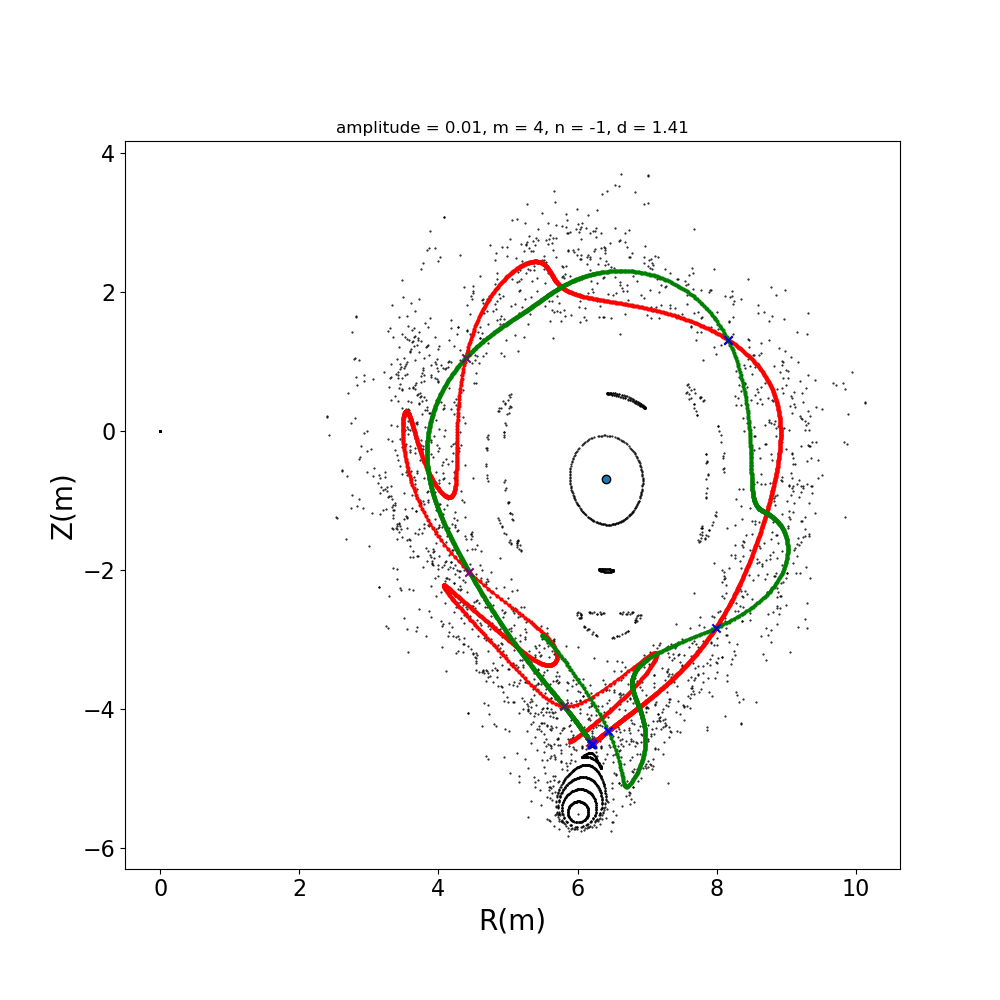 amplitude = 0.01, m = 4, n = -1, d = 1.41
4
2
0
−2
−4
−6
Z(m)
0 2 4 6 8 10
R(m)